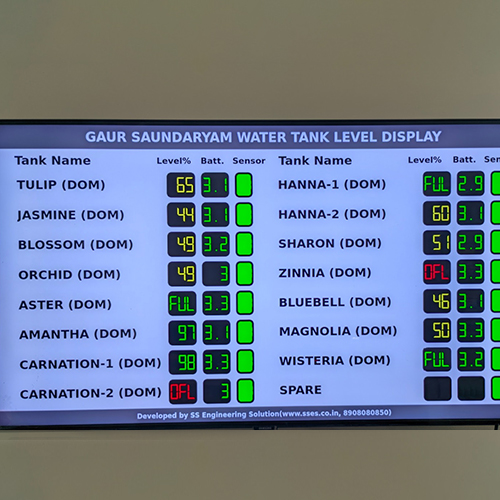 GAUR SAUNDARYAM WATER TANK LEVEL DISPLAY
Tank Name Level% Batt. Sensor Tank Name Level% Batt. Sen
TULIP (DOM) 65 3.1 HANNA-1 (DOM) FUL 2.9
JASMINE (DOM) 44 3.1 HANNA-2 (DOM) 60 3.1
BLOSSOM (DOM) 49 3.2 SHARON (DOM) 51 2.9
ORCHID (DOM) 49 3 ZINNIA (DOM) OFL 3.3
ASTER (DOM) FUL 3.3 BLUEBELL (DOM) 46 3.1
AMANTHA (DOM) 97 3.1 MAGNOLIA (DOM) 50 3.3
CARNATION-1 (DOM) 98 3.3 WISTERIA (DOM) FUL 3.2
CARNATION-2 (DOM) OFL 3 SPARE
Developed by SS Engineering Solution(www.sses.co.in, 8908080850)